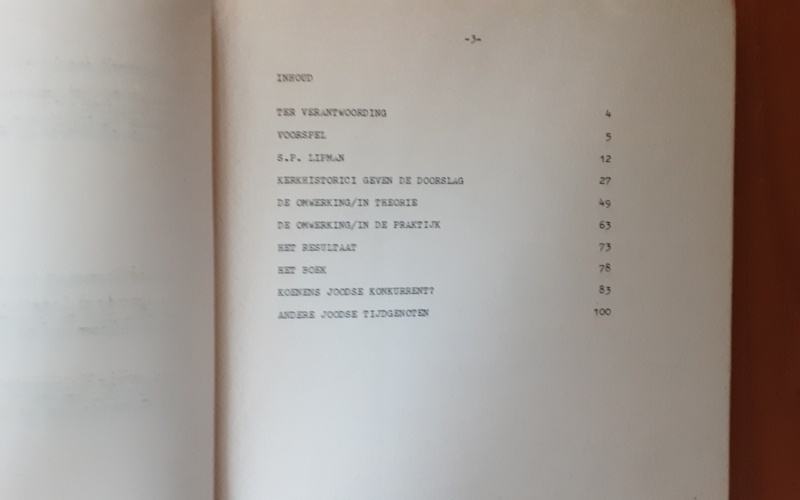 -3-
INHOUD
TER VERANTWOORDING 4
VOORSPEL 5
S.P. LIPMAN 12
KERKHISTORICI GEVEN DE DOORSLAG 27
DE OMWERKING/IN THEORIE 49
DE OMWERKING/IN DE PRAKTIJK 63
HET RESULTAAT 73
HET BOEK 78
KOENENS JOODSE KONKURRENT? 83
ANDERE JOODSE TIJDGENOTEN 100